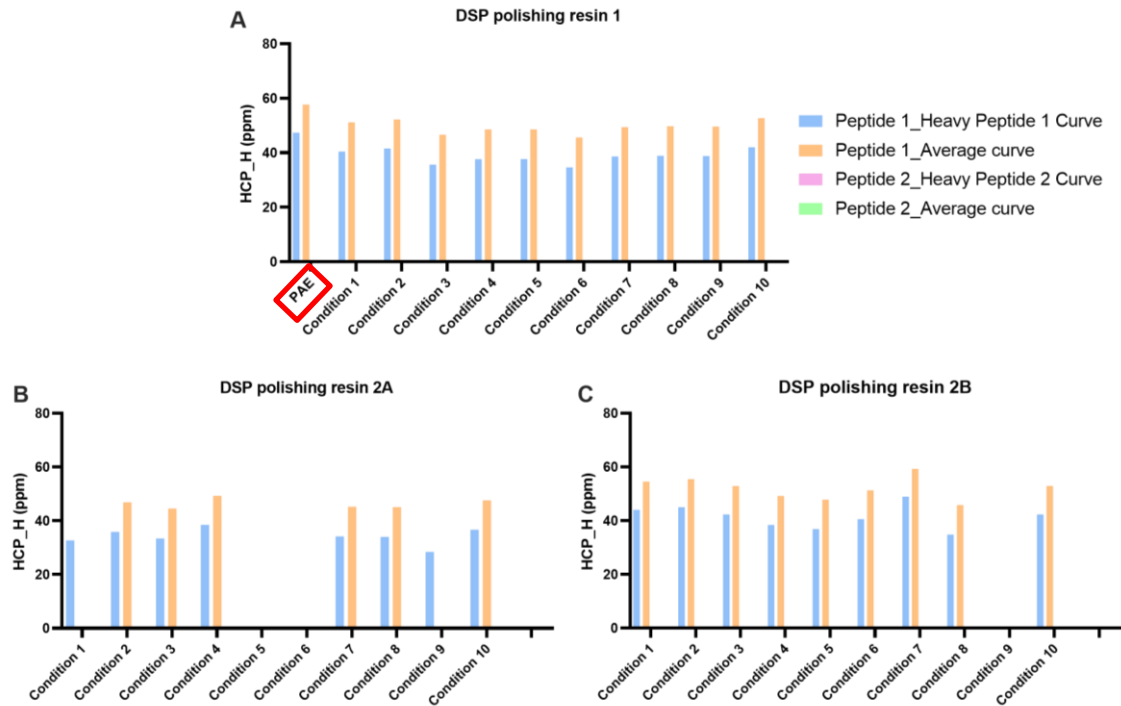 A
DSP polishing resin 1
HCP_H (ppm)
80
60
40
20
0
PAE
Condition 1
Condition 2
Condition 3
Condition 4
Condition 5
Condition 6
Condition 7
Condition 8
Condition 9
Condition 10
Peptide 1_Heavy Peptide 1 Curve
Peptide 1_Average curve
Peptide 2_Heavy Peptide 2 Curve
Peptide 2_Average curve
B
DSP polishing resin 2A
HCP_H (ppm)
80
60
40
20
0
Condition 1
Condition 2
Condition 3
Condition 4
Condition 5
Condition 6
Condition 7
Condition 8
Condition 9
Condition 10
C
DSP polishing resin 2B
HCP_H (ppm)
80
60
40
20
0
Condition 1
Condition 2
Condition 3
Condition 4
Condition 5
Condition 6
Condition 7
Condition 8
Condition 9
Condition 10